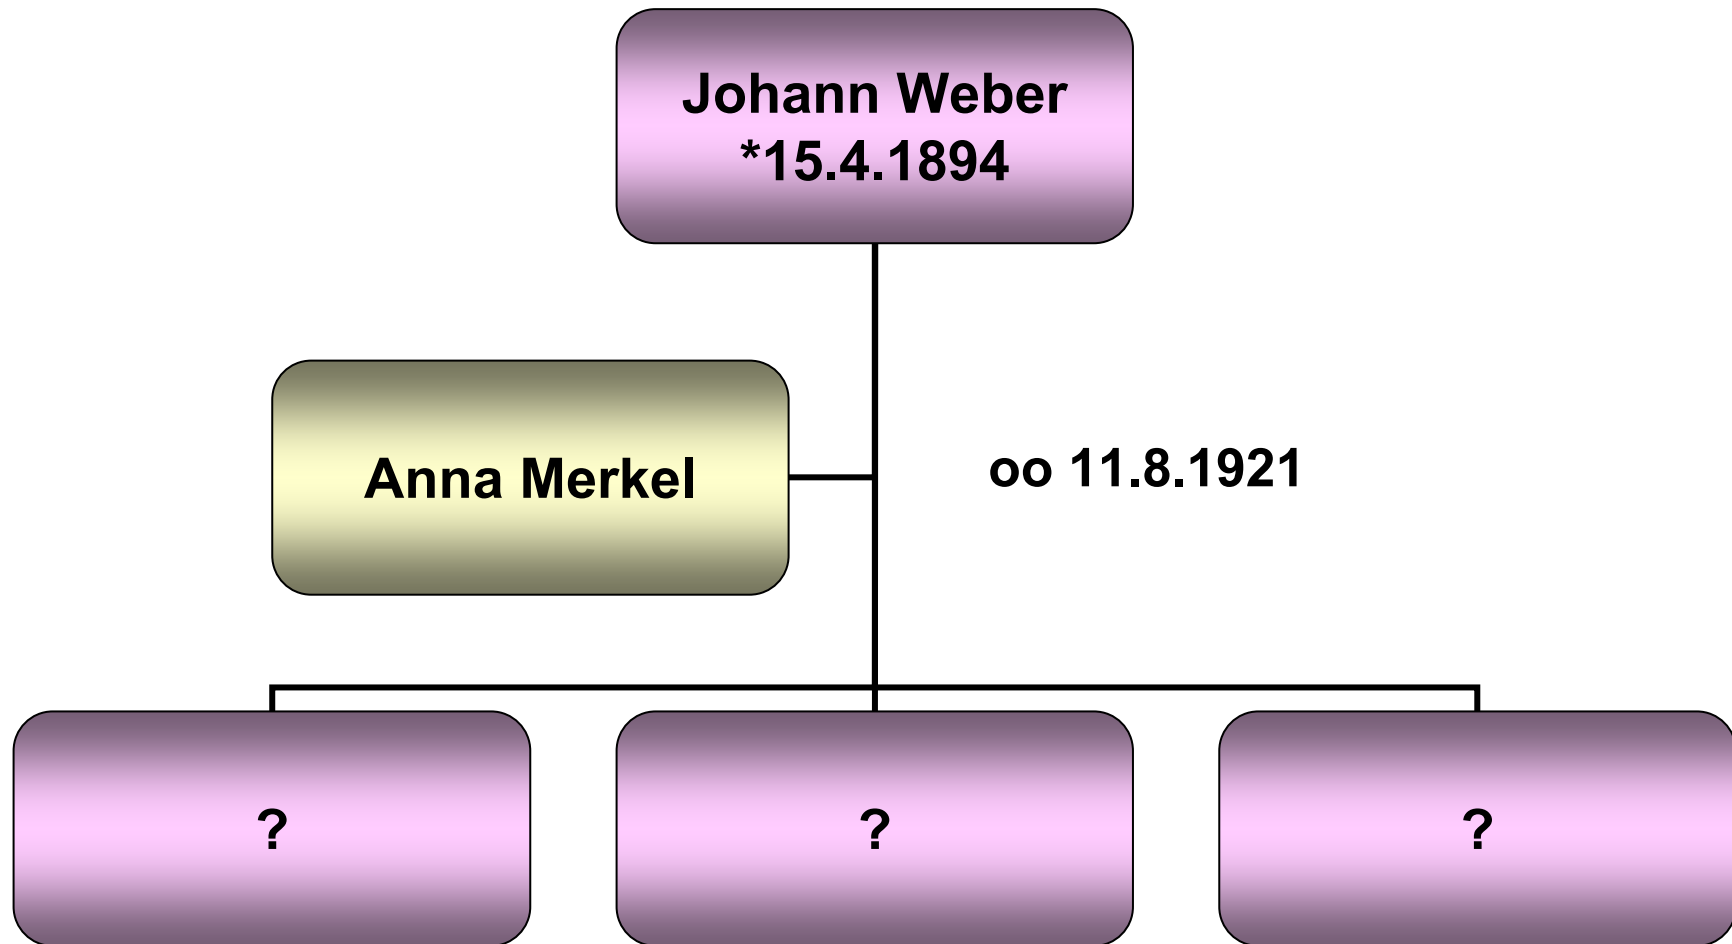 Johann Weber
*15.4.1894
Anna Merkel
oo 11.8.1921
?
?
?